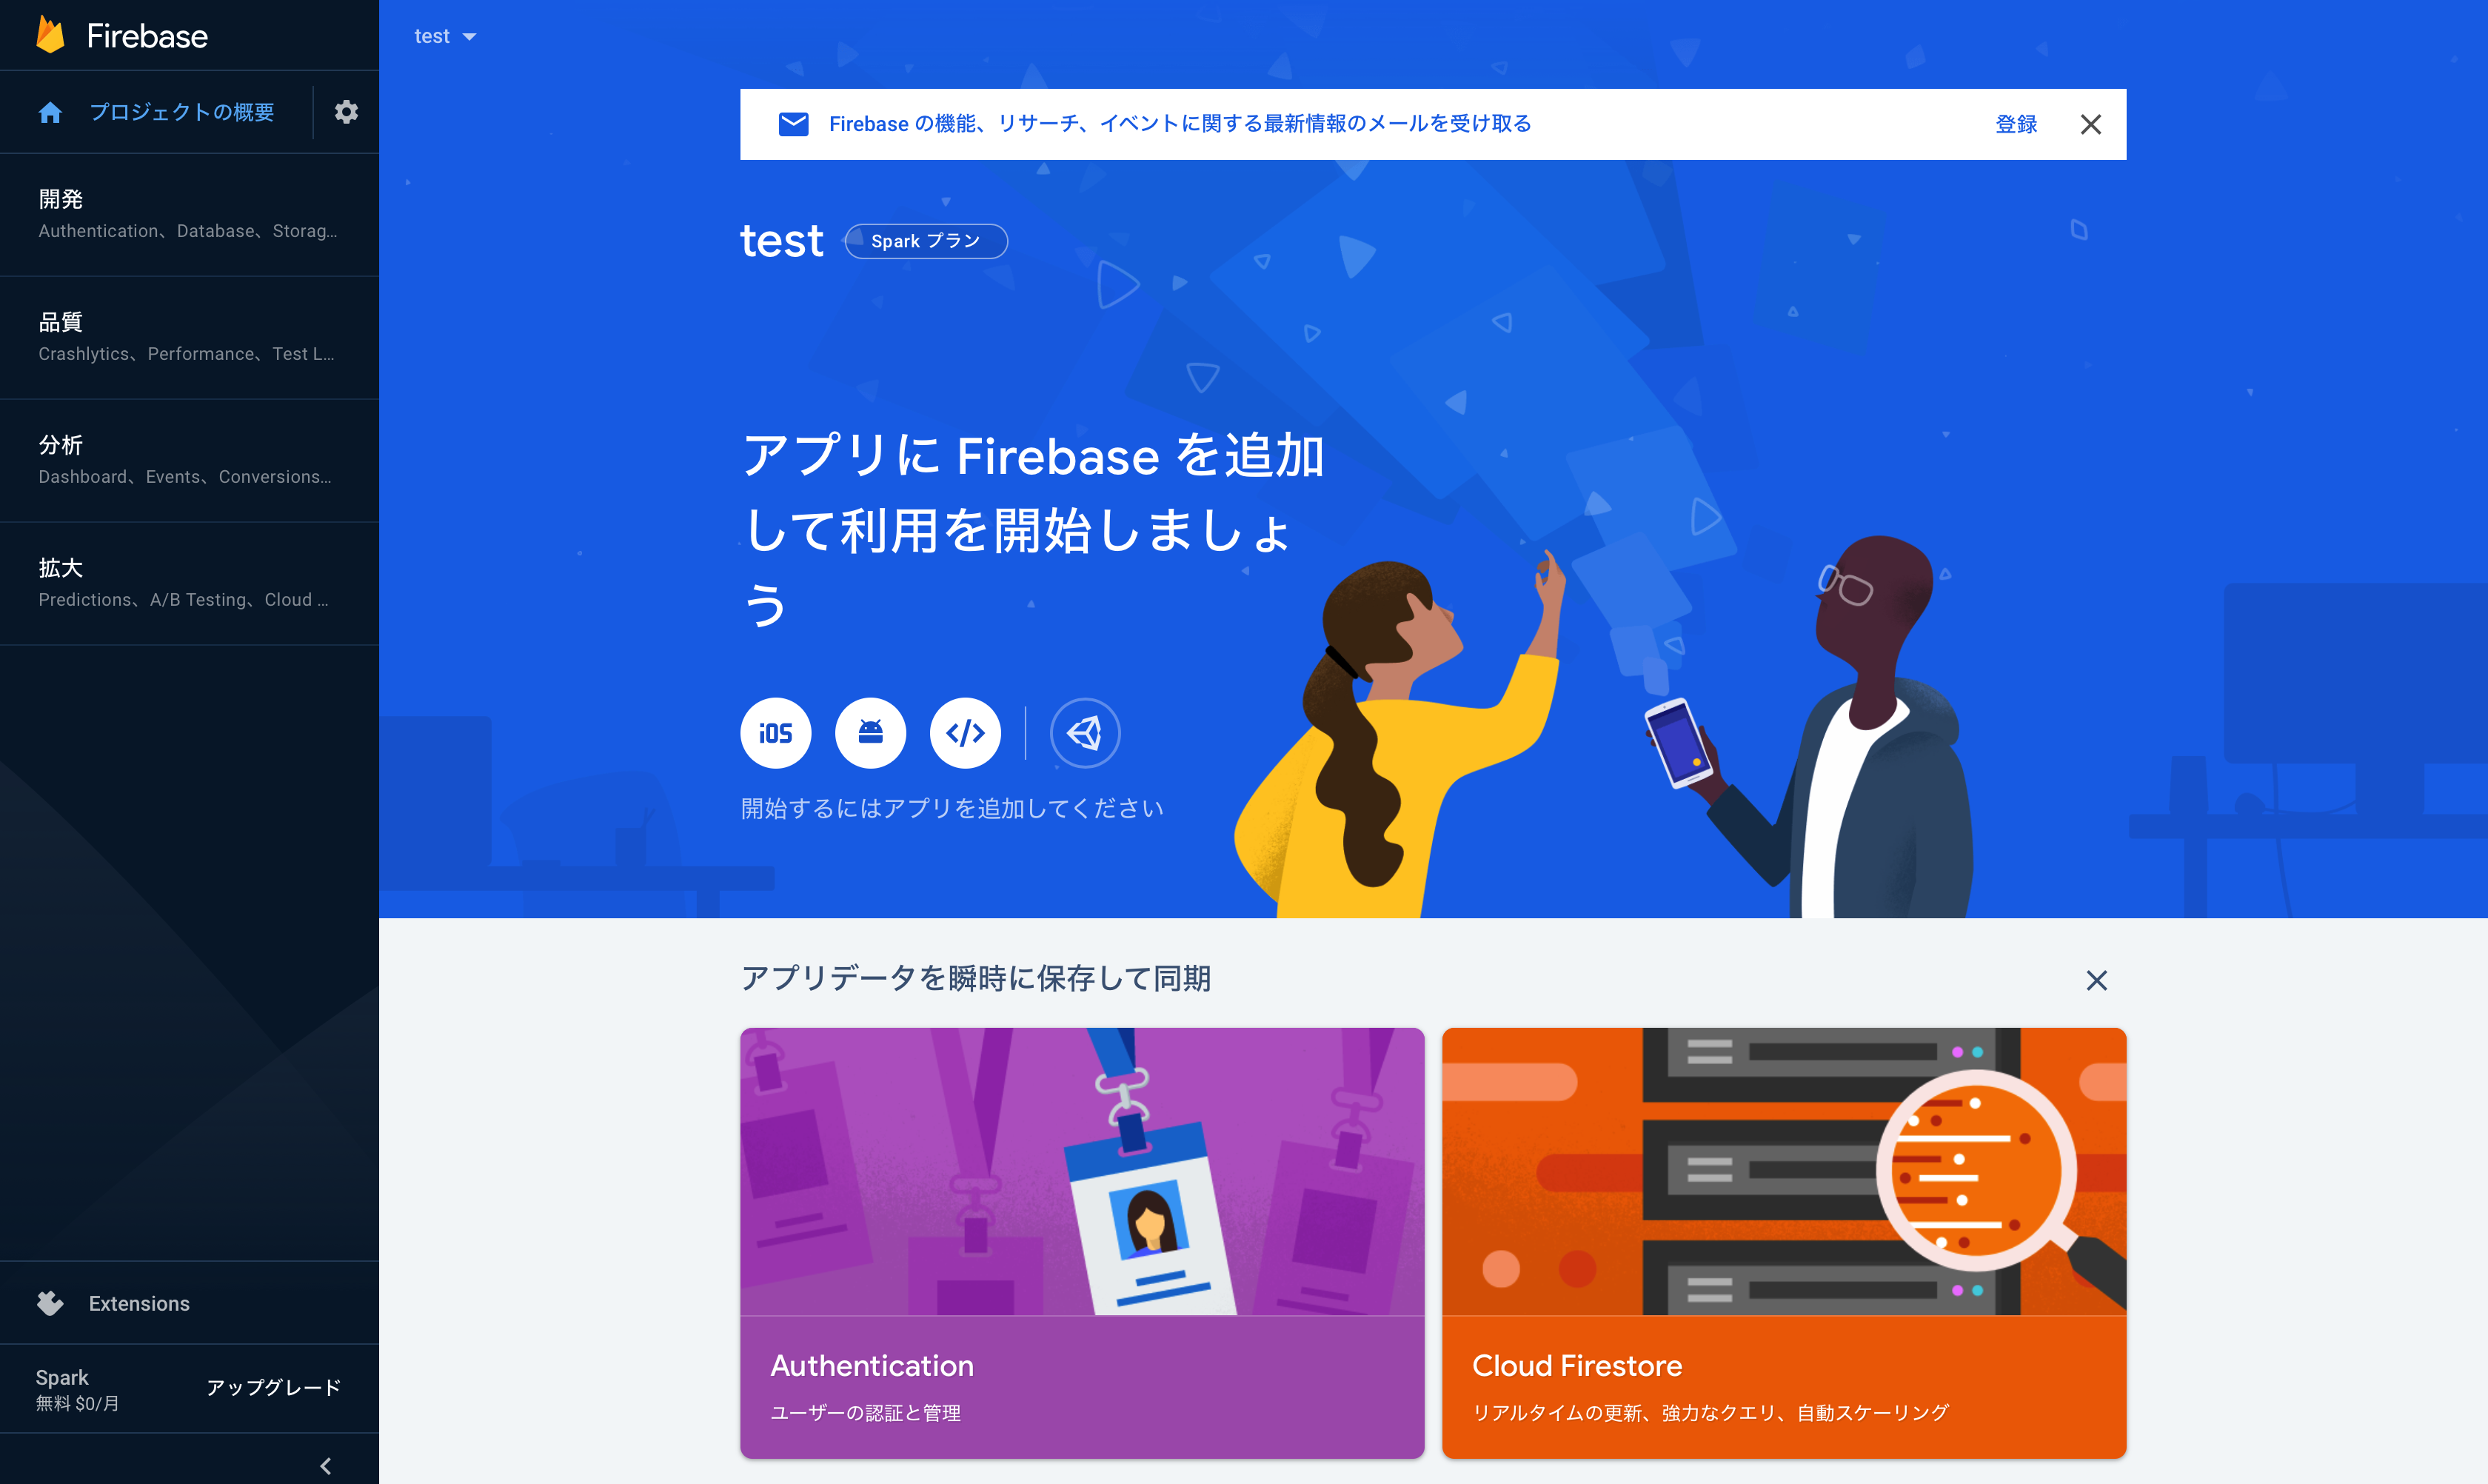 Firebase
プロジェクトの概要
開発
Authentication、Database、Storag...
品質
Crashlytics、Performance、Test L...
分析
Dashboard、Events、Conversions...
拡大
Predictions、A/B Testing、Cloud ...
Extensions
Spark
無料 $0/月
アップグレード
test
Firebase の機能、リサーチ、イベントに関する最新情報のメールを受け取る
登録
test
Spark プラン
アプリに Firebase を追加
して利用を開始しましょ
う
iOS
開始するにはアプリを追加してください
アプリデータを瞬時に保存して同期
Authentication
ユーザーの認証と管理
Cloud Firestore
リアルタイムの更新、強力なクエリ、自動スケーリング